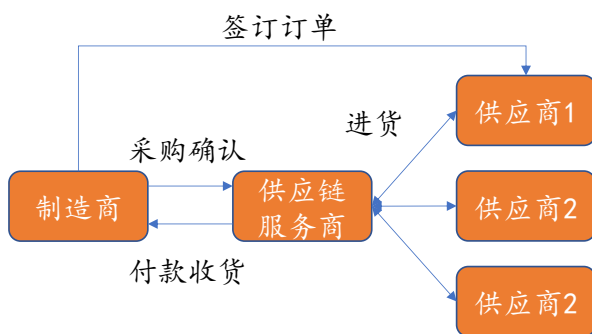 签订订单
供应商1
进货
采购确认
制造商
供应链
服务商
供应商2
付款收货
供应商2